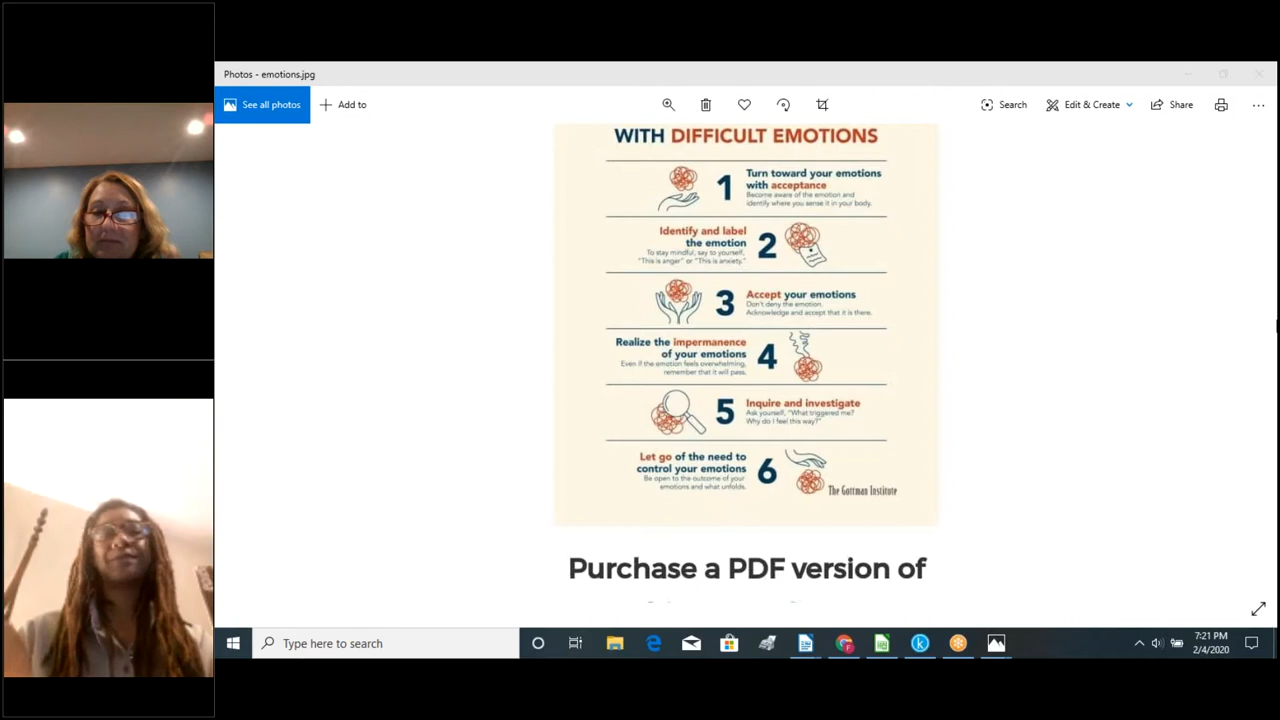 Photos - emotions.jpg
See all photos
Add to
Search
Edit & Create
Share
WITH DIFFICULT EMOTIONS
1
Turn toward your emotions
with acceptance
Become aware of the emotion and
identify where you sense it in your body.
Identify and label
the emotion
To stay mindful, say to yourself,
"This is anger" or "This is anxiety."
2
3
Accept your emotions
Don't deny the emotion.
Acknowledge and accept that it is there.
Realize the impermanence
of your emotions
Even if the emotion feels overwhelming,
remember that it will pass.
4
5
Inquire and investigate
Ask yourself, "What triggered me?
Why do I feel this way?"
Let go of the need to
control your emotions
Be open to the outcome of your
emotions and what unfolds.
6
The Gottman Institute
Purchase a PDF version of
Type here to search
7:21 PM
2/4/2020